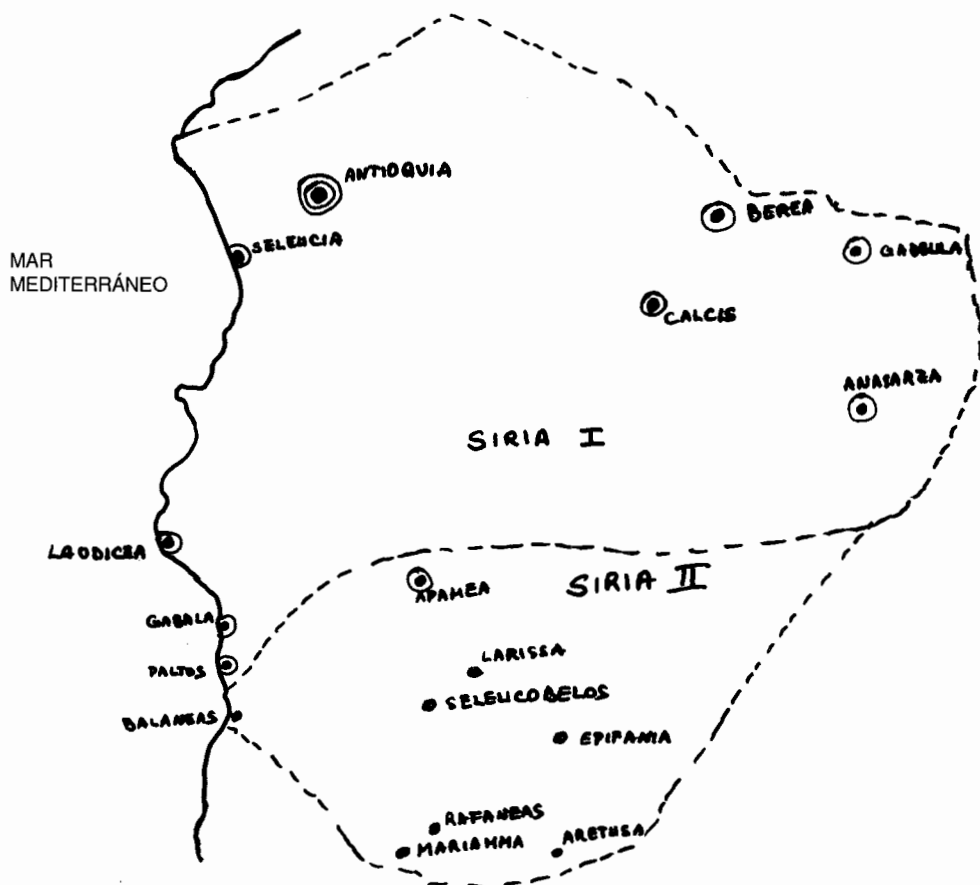 ANTIOQUIA
BEREA
SELEUCIA
GABBULA
MAR
MEDITERRÁNEO
CALCIS
ANASARZA
SIRIA I
LAODICEA
SIRIA II
APAMEA
GABALA
LARISSA
PALTOS
SELEUCOBELOS
BALANEAS
EPIFANIA
RAFANEAS
ARETUSA
MARIAMMA